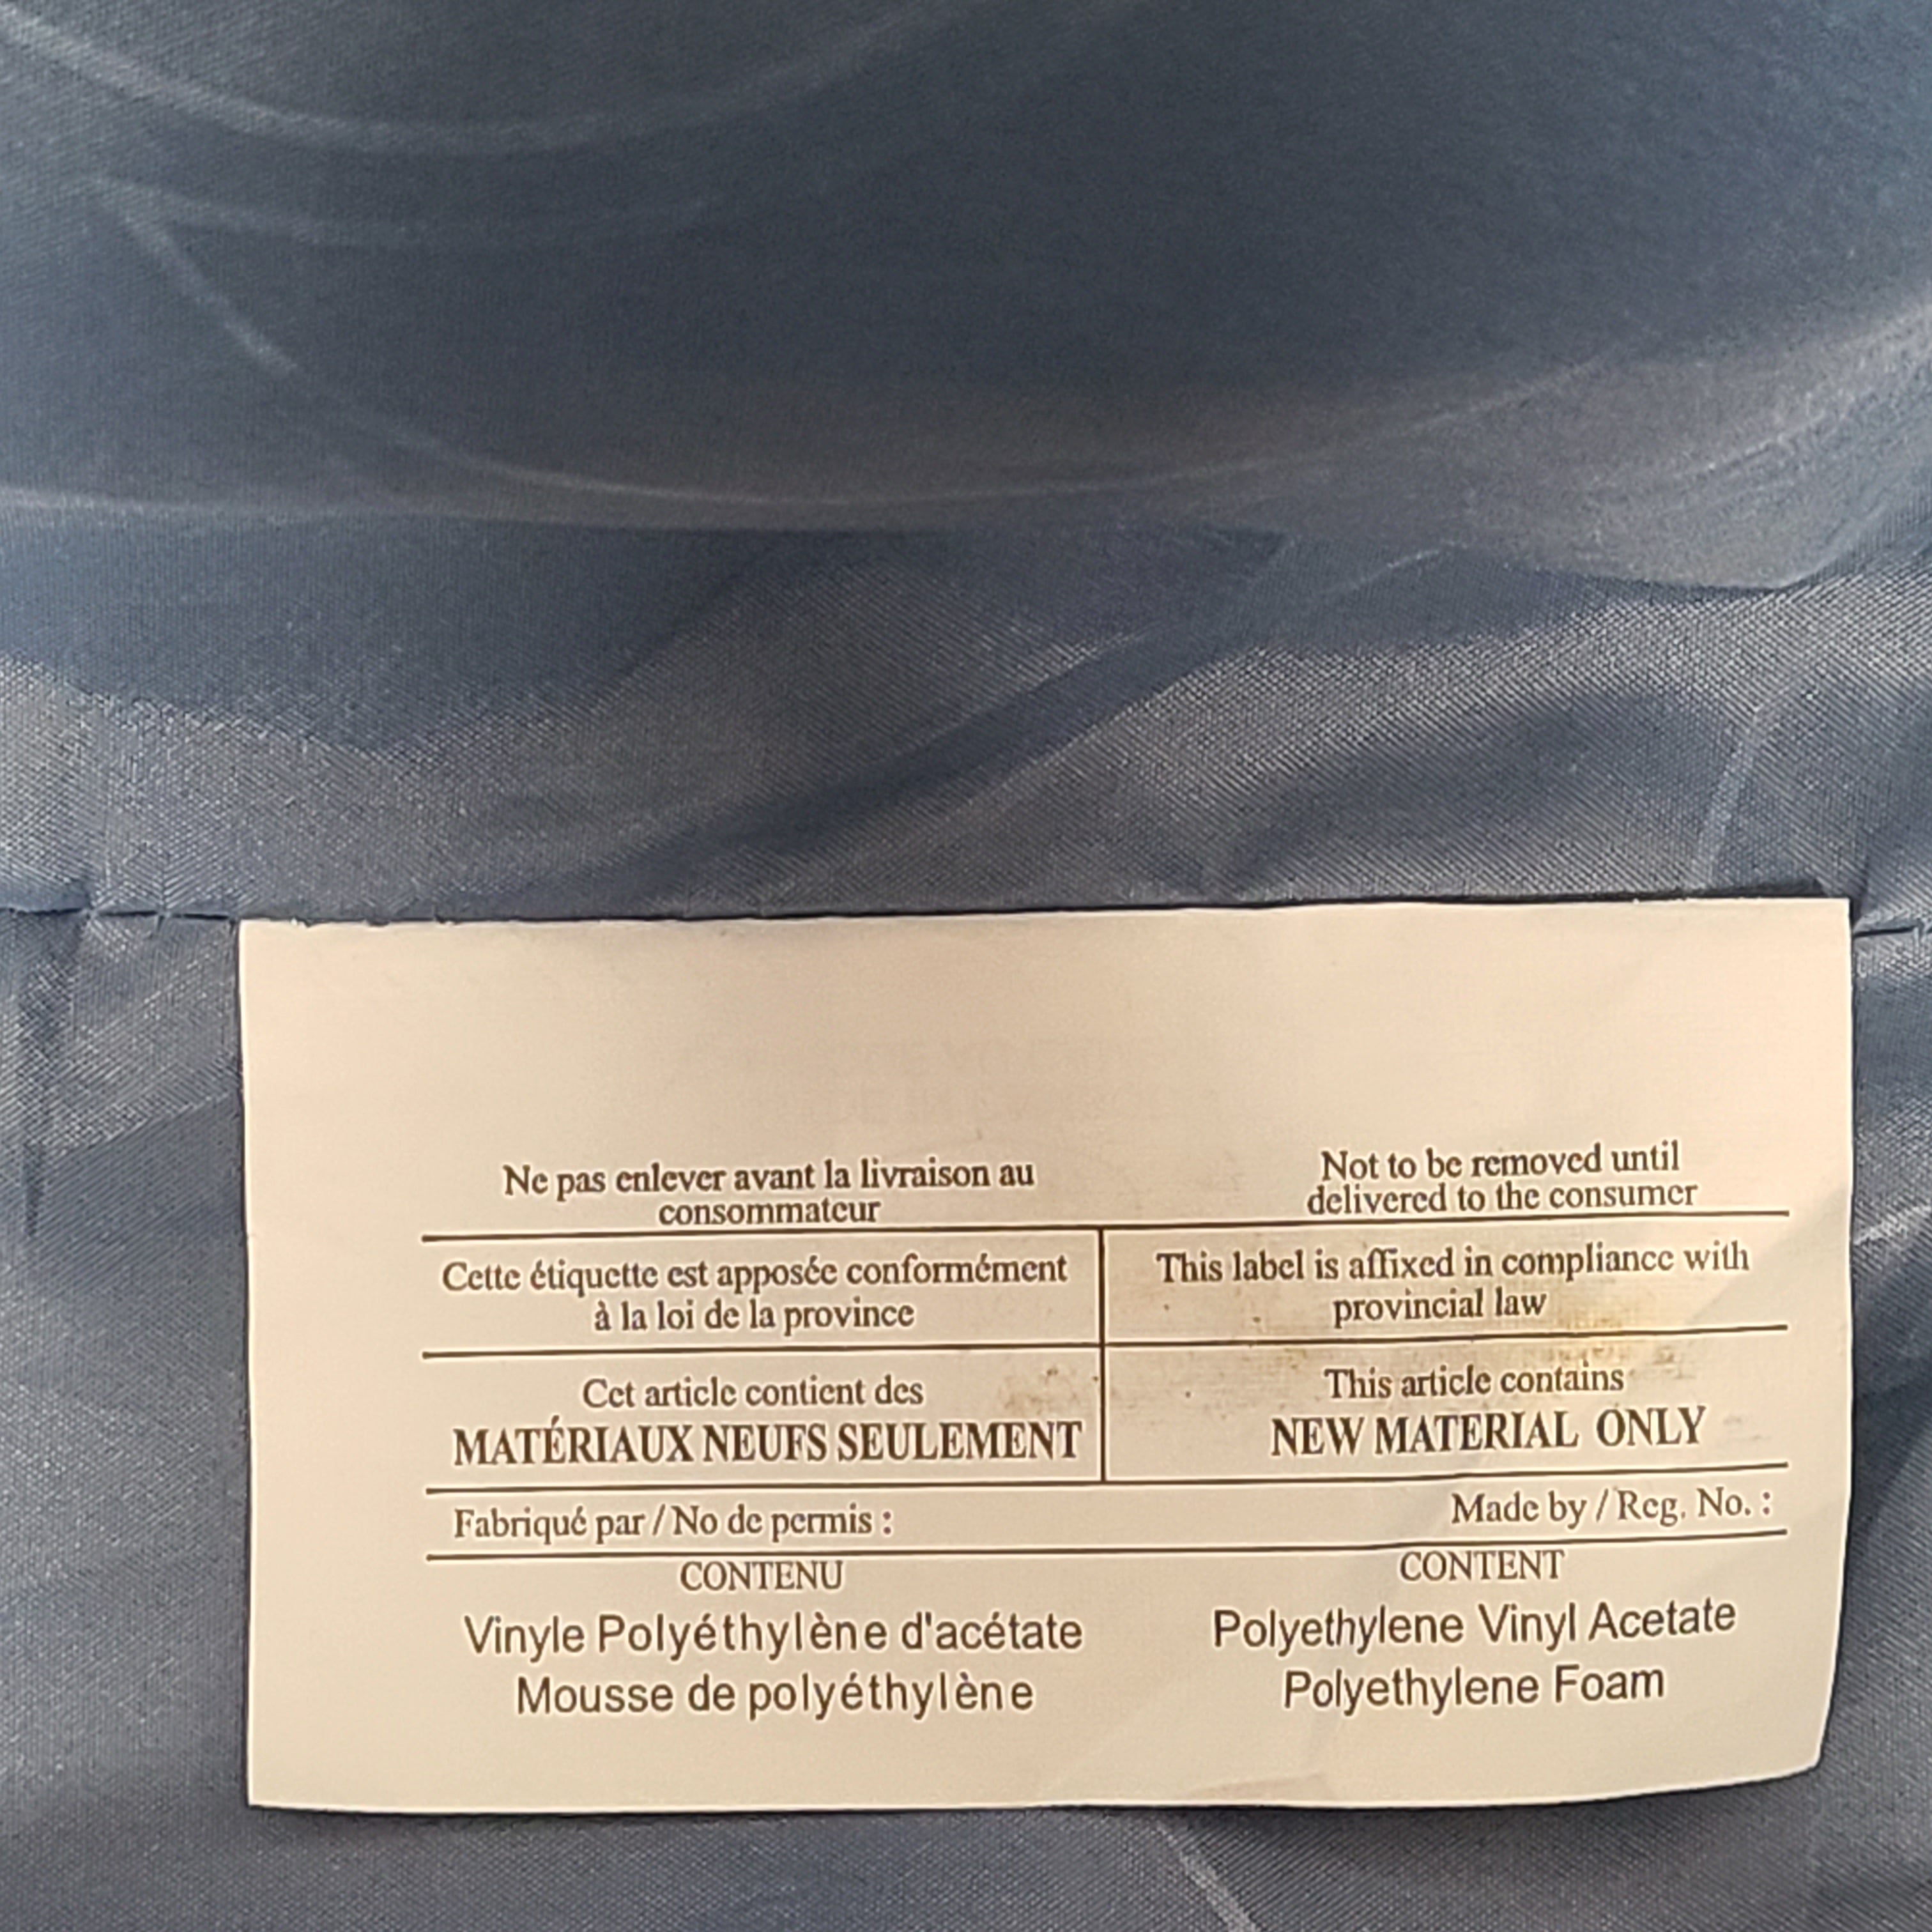 Ne pas enlever avant la livraison au
consommateur
Not to be removed until
delivered to the consumer
Cette étiquette est apposée conformément
à la loi de la province
This label is affixed in compliance with
provincial law
Cet article contient des
MATÉRIAUX NEUFS SEULEMENT
This article contains
NEW MATERIAL ONLY
Fabriqué par / No de permis :
Made by / Reg. No. :
CONTENU
Vinyle Polyéthylène d'acétate
Mousse de polyéthylène
CONTENT
Polyethylene Vinyl Acetate
Polyethylene Foam